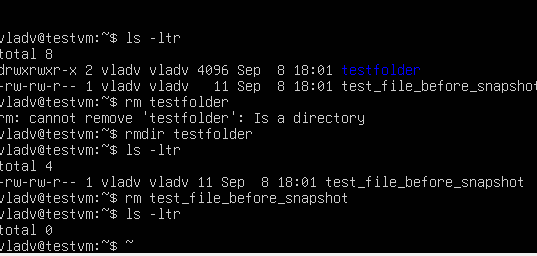 vladv@testvm:~$ ls -ltr
total 8
drwxrwxr-x 2 vladv vladv 4096 Sep  8 18:01 testfolder
-rw-rw-r-- 1 vladv vladv   11 Sep  8 18:01 test_file_before_snapshot
vladv@testvm:~$ rm testfolder
rm: cannot remove 'testfolder': Is a directory
vladv@testvm:~$ rmdir testfolder
vladv@testvm:~$ ls -ltr
total 4
-rw-rw-r-- 1 vladv vladv 11 Sep  8 18:01 test_file_before_snapshot
vladv@testvm:~$ rm test_file_before_snapshot
vladv@testvm:~$ ls -ltr
total 0
vladv@testvm:~$ ~